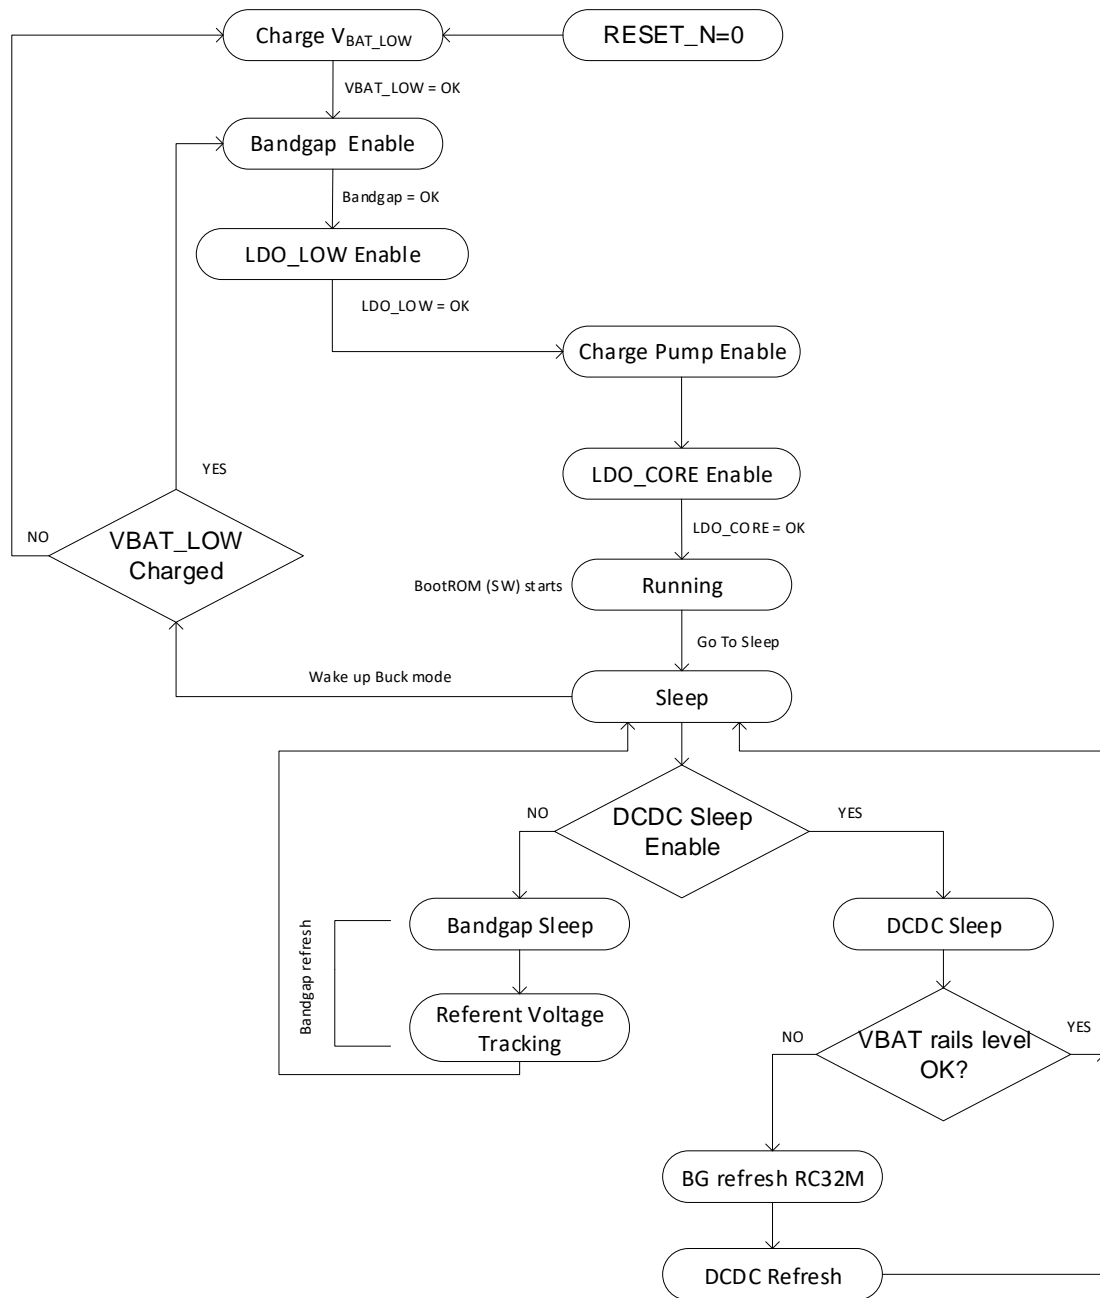 Charge VBAT_LOW
RESET_N=0
VBAT_LOW = OK
Bandgap Enable
Bandgap = OK
LDO_LOW Enable
LDO_LOW = OK
Charge Pump Enable
YES
LDO_CORE Enable
NO
VBAT_LOW
Charged
LDO_CORE = OK
BootROM (SW) starts
Running
Go To Sleep
Wake up Buck mode
Sleep
NO
DCDC Sleep
Enable
YES
Bandgap refresh
Bandgap Sleep
DCDC Sleep
Referent Voltage
Tracking
NO
VBAT rails level
OK?
YES
BG refresh RC32M
DCDC Refresh